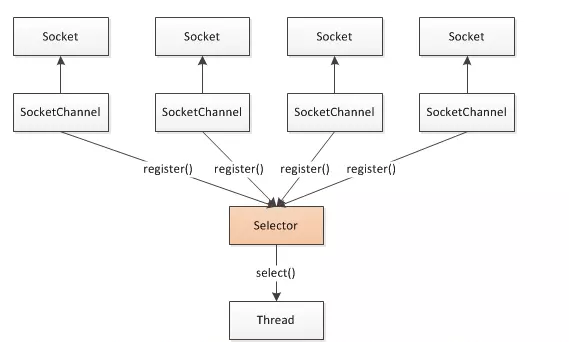 Socket
Socket
Socket
Socket
SocketChannel
SocketChannel
SocketChannel
SocketChannel
register()
register()
register()
register()
Selector
select()
Thread